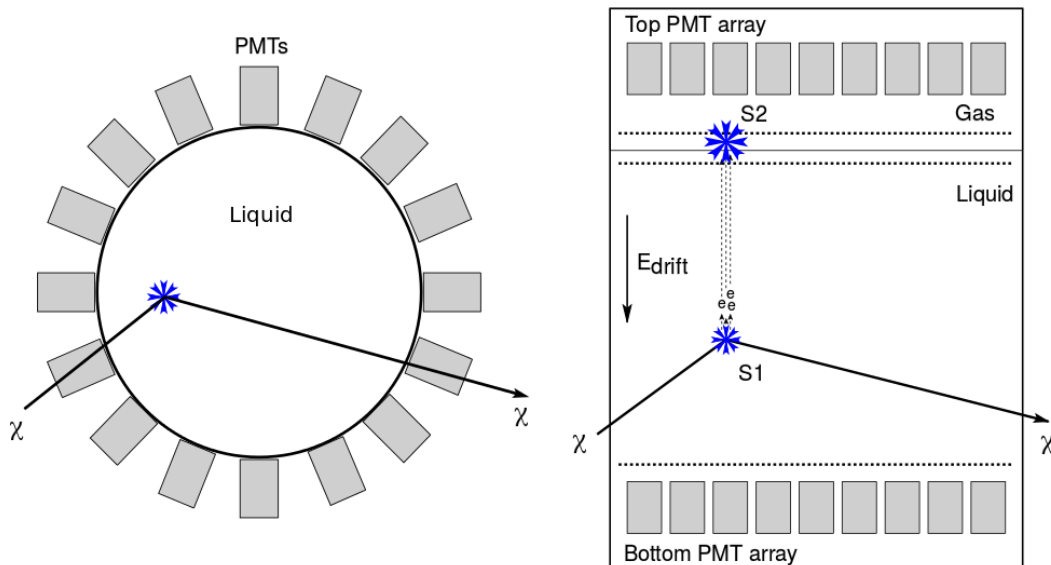 PMTs
Liquid
χ
χ
Top PMT array
S2
Gas
Liquid
Edrift
e
e e
S1
χ
χ
Bottom PMT array